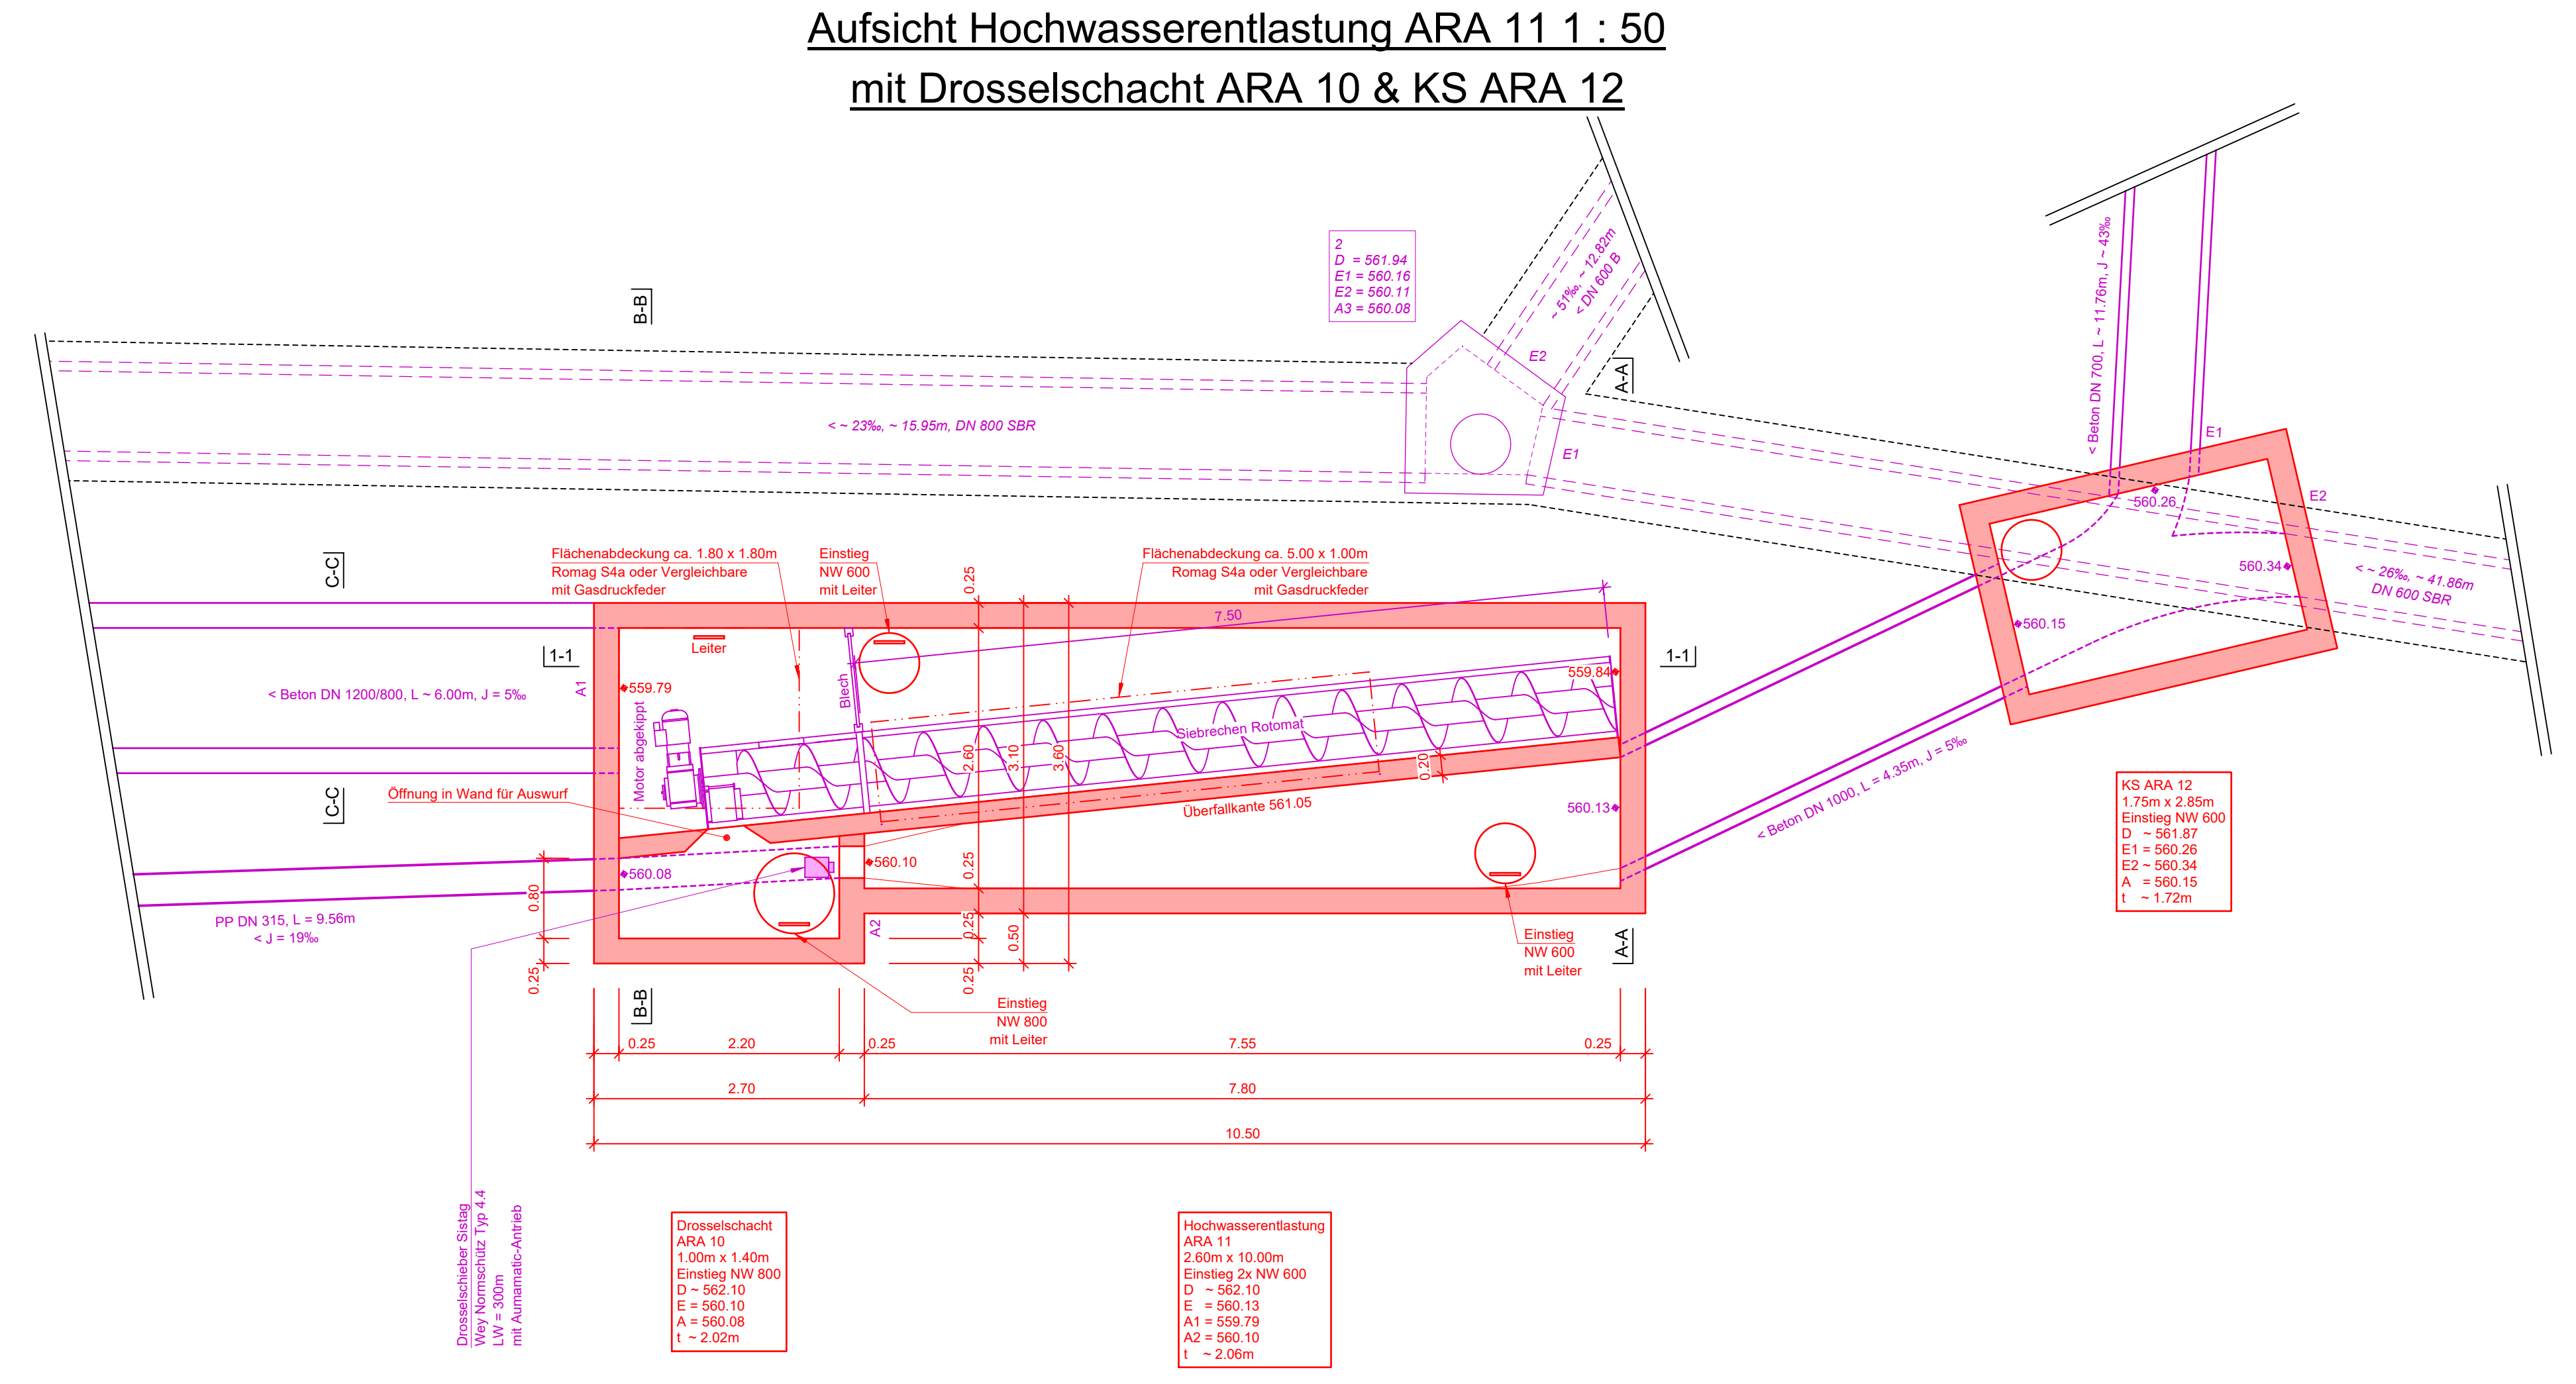 Aufsicht Hochwasserentlastung ARA 11 1 : 50
mit Drosselschacht ARA 10 & KS ARA 12
2
D = 561.94
E1 = 560.16
E2 = 560.11
A3 = 560.08
~ 51‰, ~ 12.82m
< DN 600 B
E2
E1
A-A
B-B
< ~ 23‰, ~ 15.95m, DN 800 SBR
< Beton DN 700, L ~ 11.76m, J ~ 43‰
E1
E2
560.26
560.34
560.15
< ~ 26‰, ~ 41.86m
DN 600 SBR
C-C
Flächenabdeckung ca. 1.80 x 1.80m
Romag S4a oder Vergleichbare
mit Gasdruckfeder
Einstieg
NW 600
mit Leiter
0.25
Flächenabdeckung ca. 5.00 x 1.00m
Romag S4a oder Vergleichbare
mit Gasdruckfeder
7.50
1-1
Leiter
1-1
A1
559.79
Blech
559.84
< Beton DN 1200/800, L ~ 6.00m, J = 5‰
Motor abgekippt
Siebrechen Rotomat
2.60
3.10
3.60
0.20
Öffnung in Wand für Auswurf
C-C
Überfallkante 561.05
560.13
< Beton DN 1000, L = 4.35m, J = 5‰
560.08
560.10
0.25
0.80
0.25
PP DN 315, L = 9.56m
< J = 19‰
A2
0.25
0.50
0.25
Einstieg
NW 600
mit Leiter
A-A
B-B
Einstieg
NW 800
mit Leiter
KS ARA 12
1.75m x 2.85m
Einstieg NW 600
D ~ 561.87
E1 = 560.26
E2 ~ 560.34
A = 560.15
t ~ 1.72m
0.25
2.20
0.25
7.55
0.25
2.70
7.80
10.50
Drosselschieber Sistag
Wey Normschütz Typ 4.4
LW = 300m
mit Aumamatic-Antrieb
Drosselschacht
ARA 10
1.00m x 1.40m
Einstieg NW 800
D ~ 562.10
E = 560.10
A = 560.08
t ~ 2.02m
Hochwasserentlastung
ARA 11
2.60m x 10.00m
Einstieg 2x NW 600
D ~ 562.10
E = 560.13
A1 = 559.79
A2 = 560.10
t ~ 2.06m